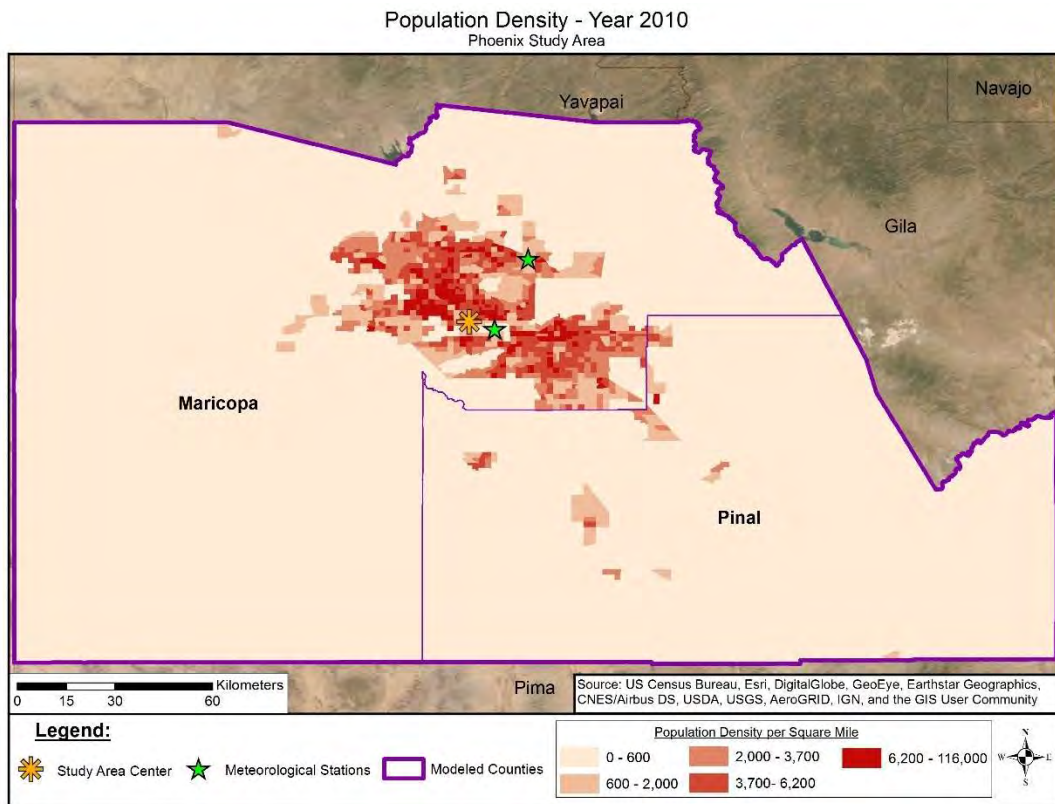 Population Density - Year 2010
Phoenix Study Area
Navajo
Yavapai
Gila
Maricopa
Pinal
Kilometers
0 15 30 60
Pima
Source: US Census Bureau, Esri, DigitalGlobe, GeoEye, Earthstar Geographics,
CNES/Airbus DS, USDA, USGS, AeroGRID, IGN, and the GIS User Community
Legend:
Study Area Center
Meteorological Stations
Modeled Counties
Population Density per Square Mile
0 - 600
2,000 - 3,700
6,200 - 116,000
600 - 2,000
3,700- 6,200
N
W E
S